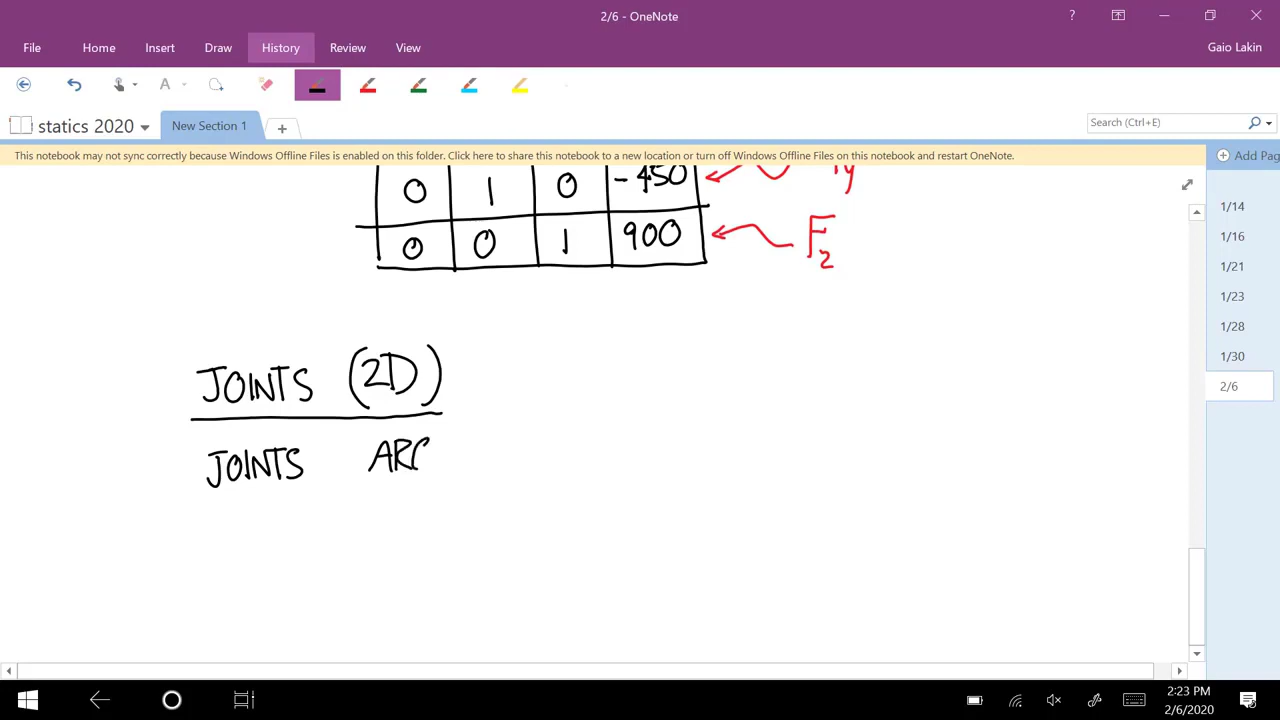 2/6 - OneNote
?
File Home Insert Draw History Review View
Gaio Lakin
A
statics 2020
New Section 1
+
Search (Ctrl+E)
This notebook may not sync correctly because Windows Offline Files is enabled on this folder. Click here to share this notebook to a new location or turn off Windows Offline Files on this notebook and restart OneNote.
Add Pag
0 1 0 -450
0 0 1 900 F2
JOINTS (2D)
JOINTS
1/14
1/16
1/21
1/23
1/28
1/30
2/6
2:23 PM
2/6/2020